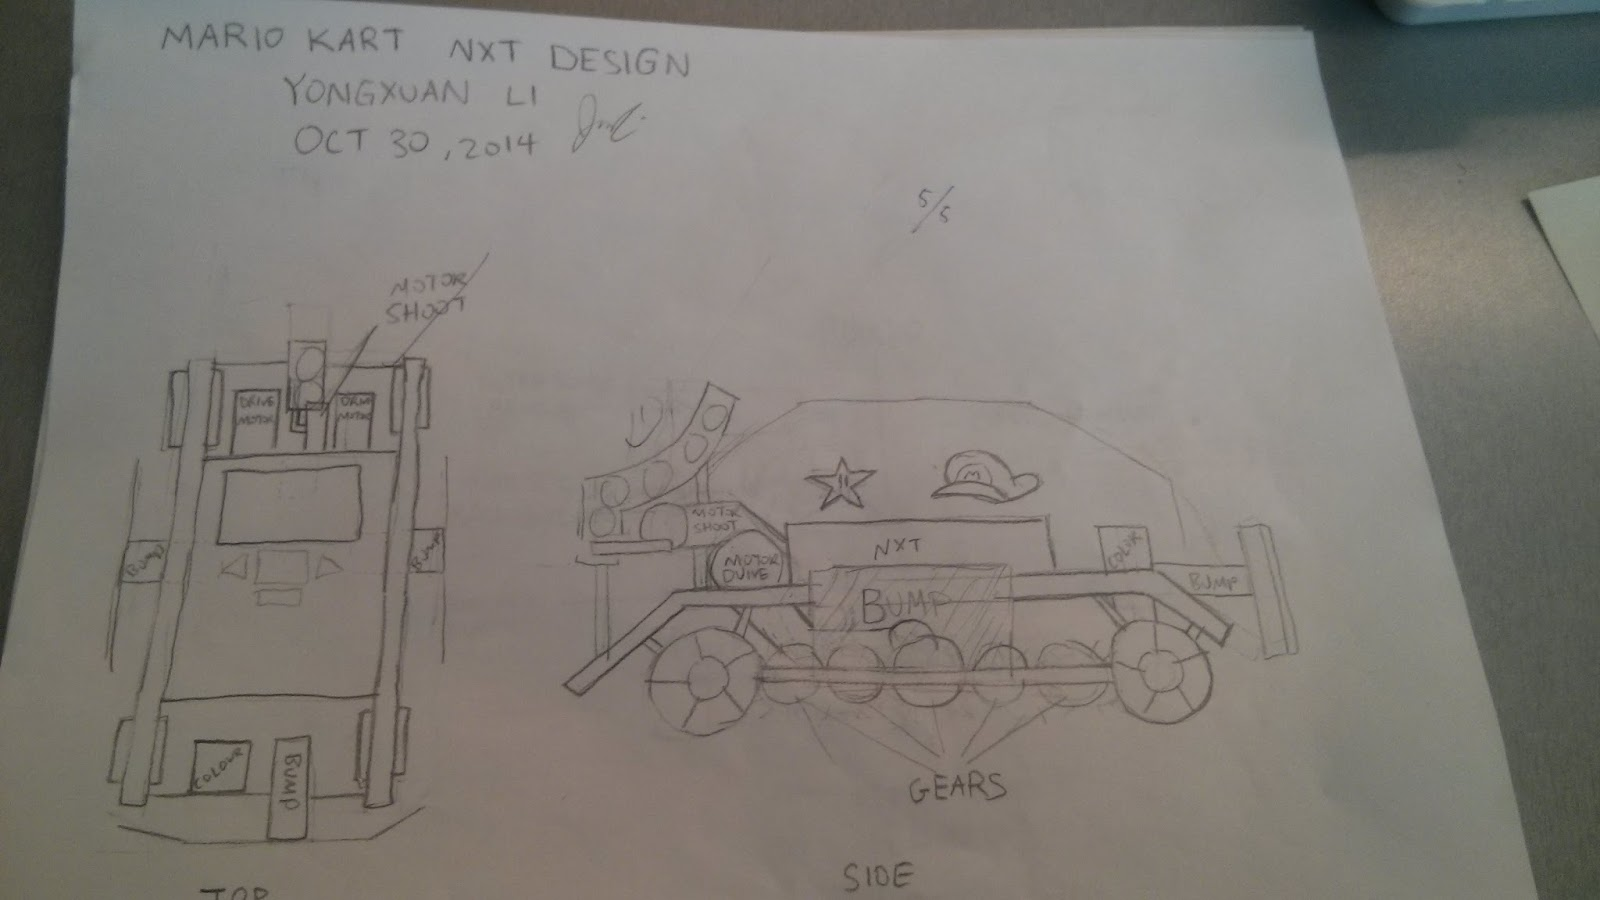 MARIO KART NXT DESIGN
YONGXUAN LI
OCT 30, 2014
5/5
MOTOR
SHOOT
DRIVE
MOTOR
DRIVE
MOTOR
BUMP
BUMP
COLOUR
BUMP
TOP
M
MOTOR
SHOOT
MOTOR
DRIVE
NXT
COLOUR
BUMP
BUMP
GEARS
SIDE